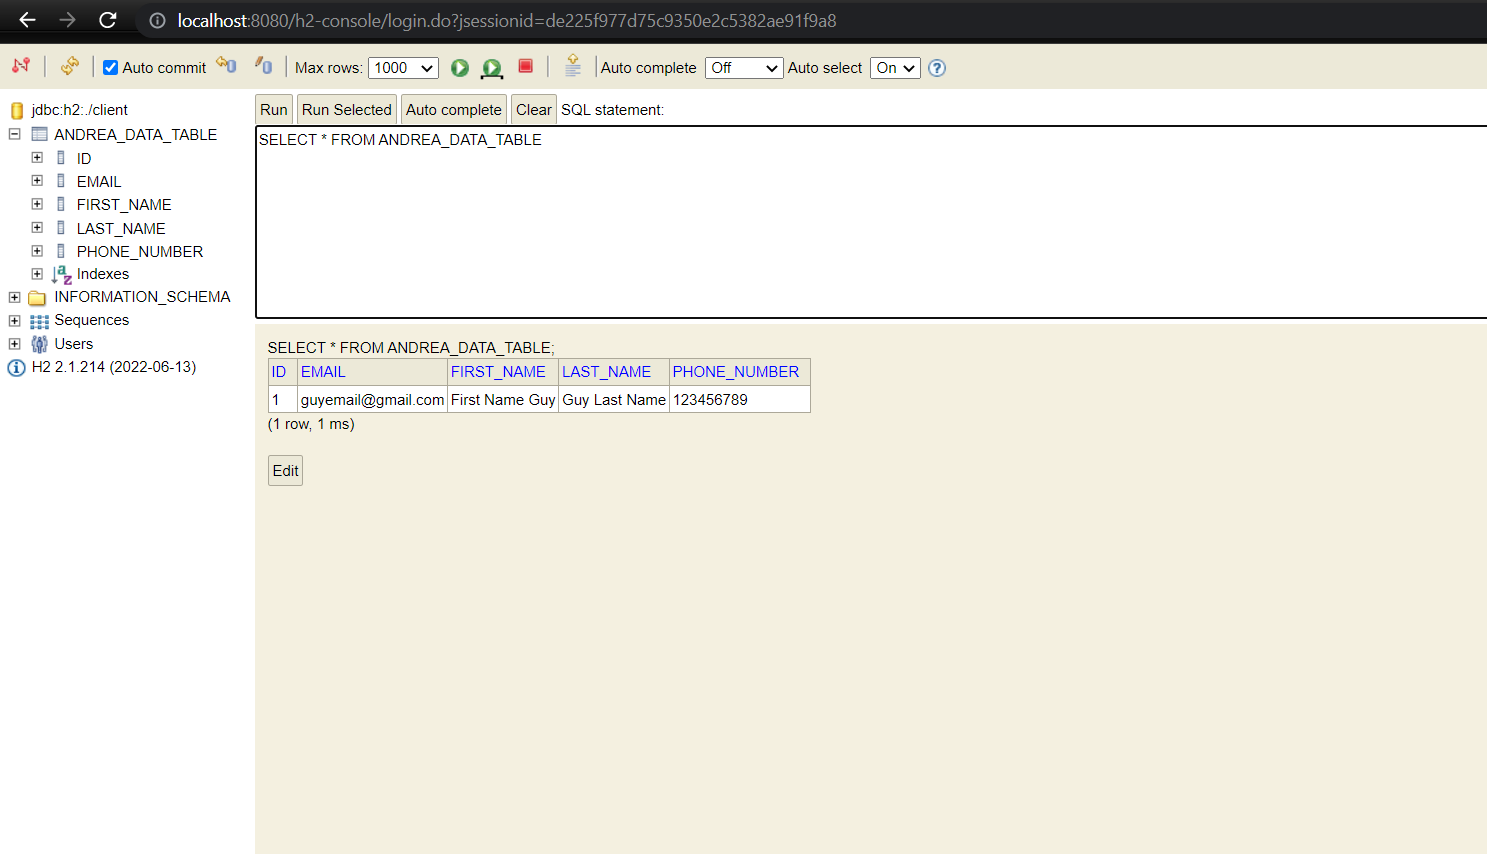 localhost:8080/h2-console/login.do?jsessionid=de225f977d75c9350e2c5382ae91f9a8
Auto commit Max rows: 1000 Auto complete Off Auto select On ?
jdbc:h2:./client
ANDREA_DATA_TABLE
ID
EMAIL
FIRST_NAME
LAST_NAME
PHONE_NUMBER
Indexes
INFORMATION_SCHEMA
Sequences
Users
H2 2.1.214 (2022-06-13)
Run Run Selected Auto complete Clear SQL statement:
SELECT * FROM ANDREA_DATA_TABLE
SELECT * FROM ANDREA_DATA_TABLE;
ID EMAIL FIRST_NAME LAST_NAME PHONE_NUMBER
1 guyemail@gmail.com First Name Guy Guy Last Name 123456789
(1 row, 1 ms)
Edit